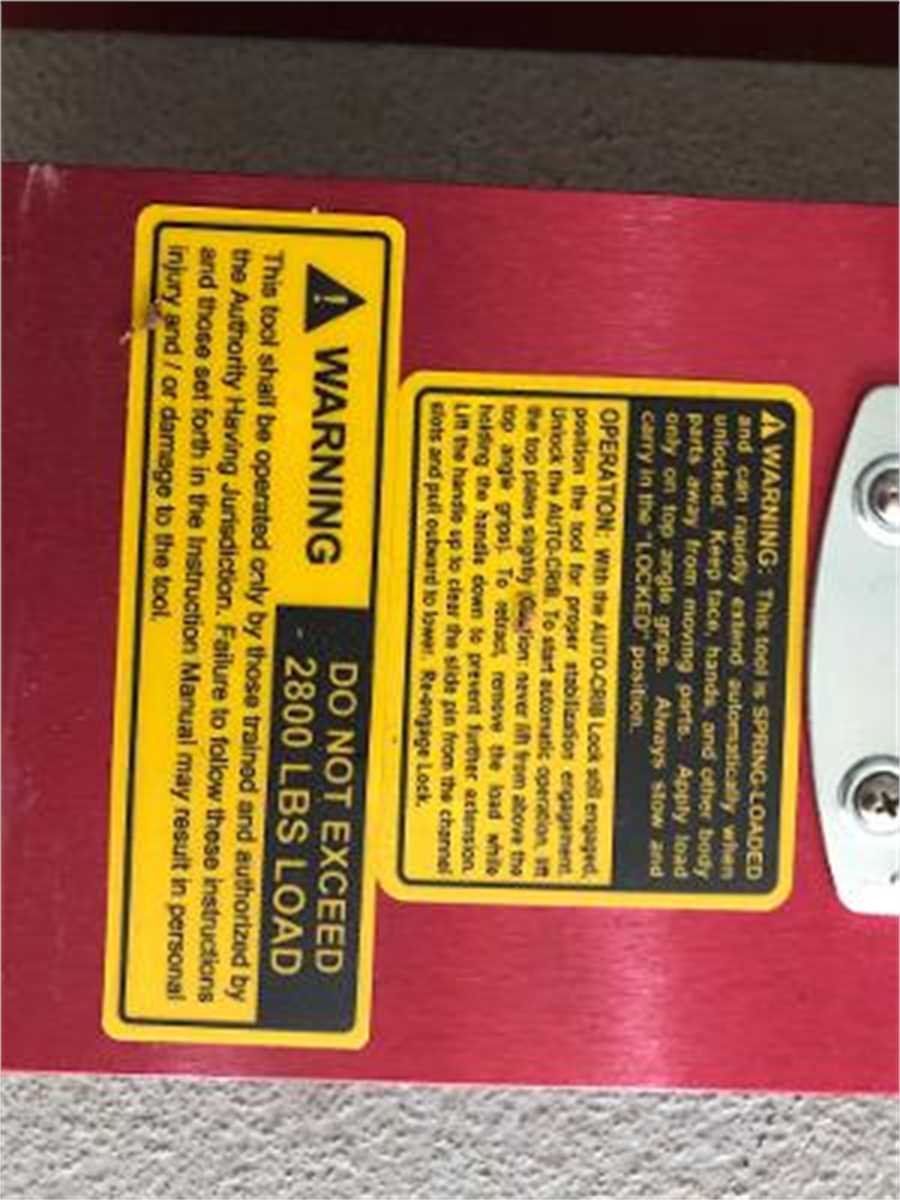 WARNING: This tool is SPRING-LOADED
and can rapidly extend automatically when
unlocked. Keep face, hands, and other body
parts away from moving parts. Apply load
only on top angle grips. Always stow and
carry in the "LOCKED" position.
OPERATION: With the AUTO-CRIB Lock still engaged,
position the tool for proper stabilization engagement.
Unlock the AUTO-CRIB. To start automatic operation, lift
the top plates slightly (Caution: never lift from above the
top angle grips). To retract, remove the load while
holding the handle down to prevent further extension.
Lift the handle up to clear the slide pin from the channel
slots and pull outward to lower. Re-engage Lock.
WARNING
DO NOT EXCEED
- 2800 LBS LOAD
This tool shall be operated only by those trained and authorized by
the Authority Having Jurisdiction. Failure to follow these instructions
and those set forth in the Instruction Manual may result in personal
injury and / or damage to the tool.